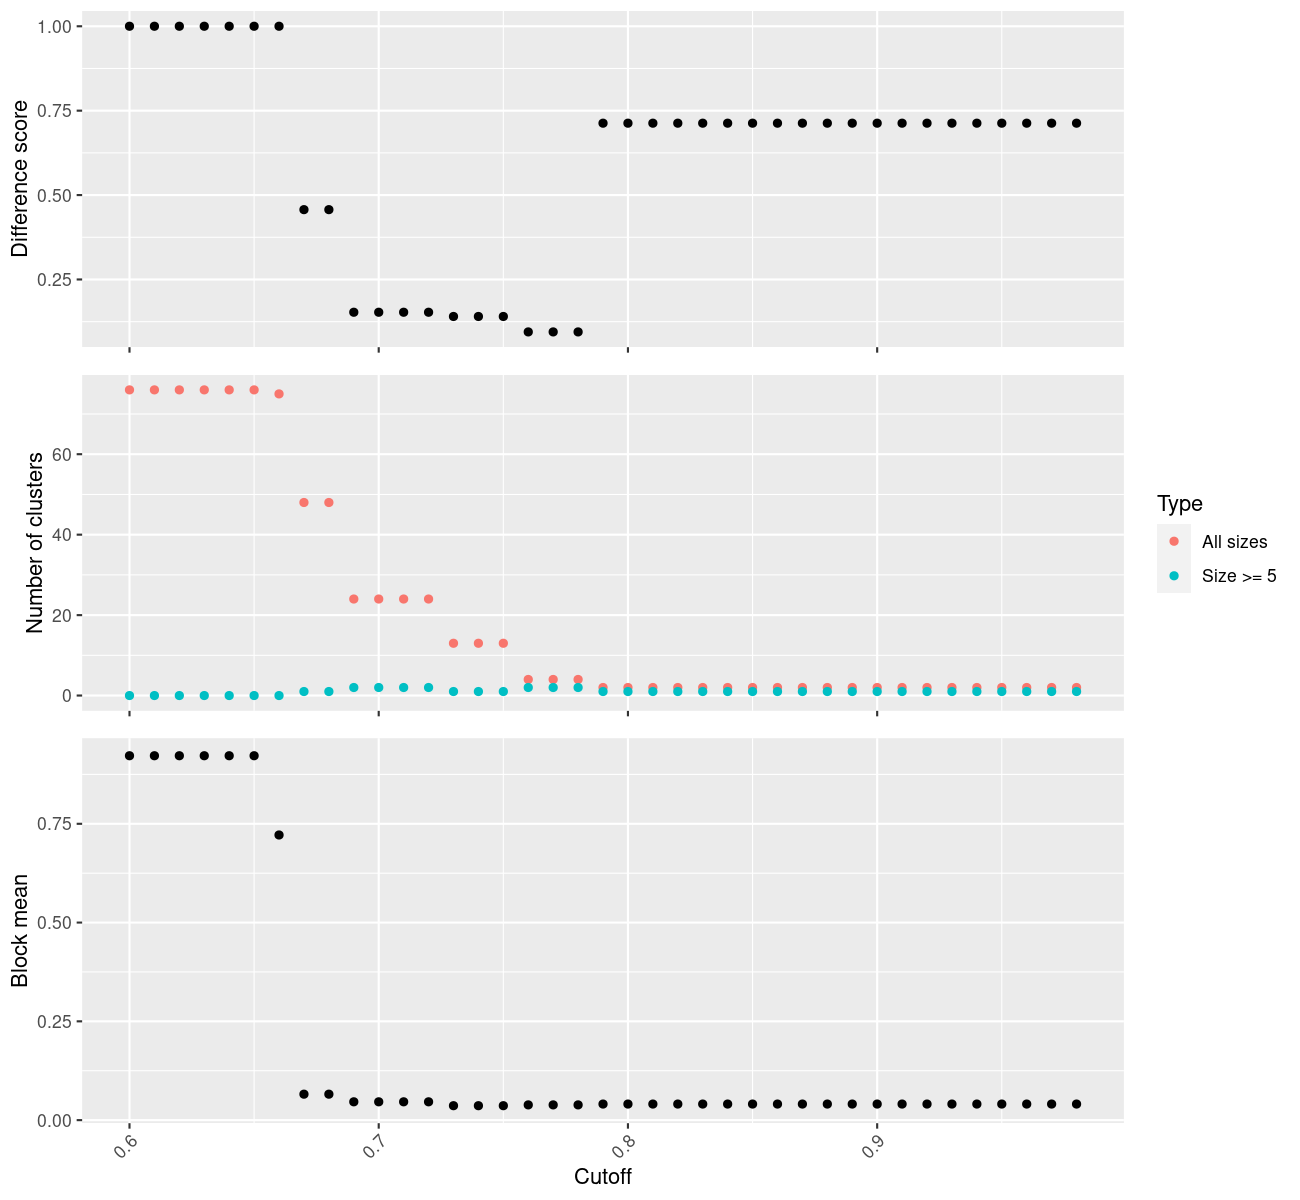 1.00
0.75
0.50
0.25
Difference score
60
40
20
0
Number of clusters
Type
All sizes
Size >= 5
0.75
0.50
0.25
0.00
Block mean
0.6
0.7
0.8
0.9
Cutoff